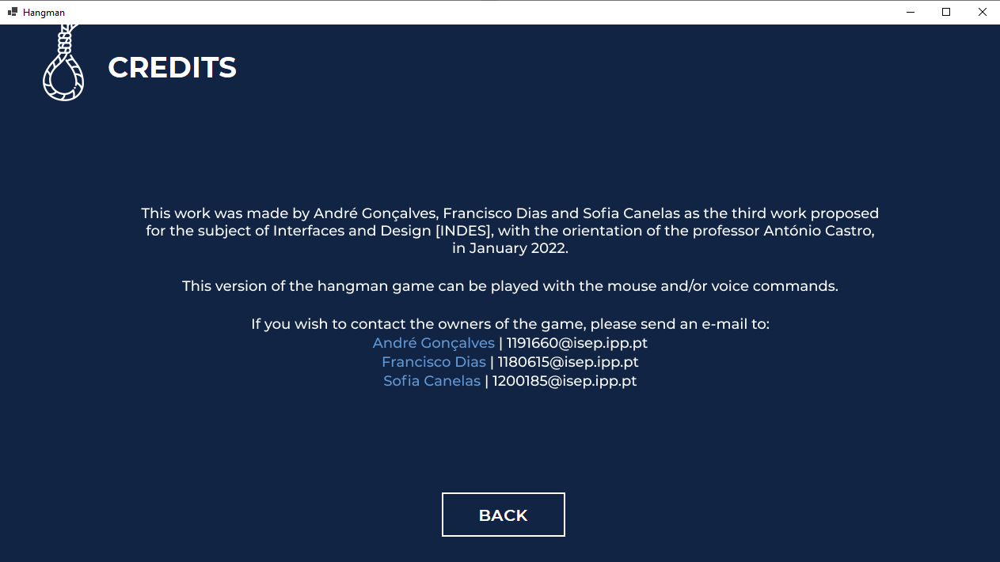 Hangman
CREDITS
This work was made by André Gonçalves, Francisco Dias and Sofia Canelas as the third work proposed
for the subject of Interfaces and Design [INDES], with the orientation of the professor António Castro,
in January 2022.
This version of the hangman game can be played with the mouse and/or voice commands.
If you wish to contact the owners of the game, please send an e-mail to:
André Gonçalves | 1191660@isep.ipp.pt
Francisco Dias | 1180615@isep.ipp.pt
Sofia Canelas | 1200185@isep.ipp.pt
BACK